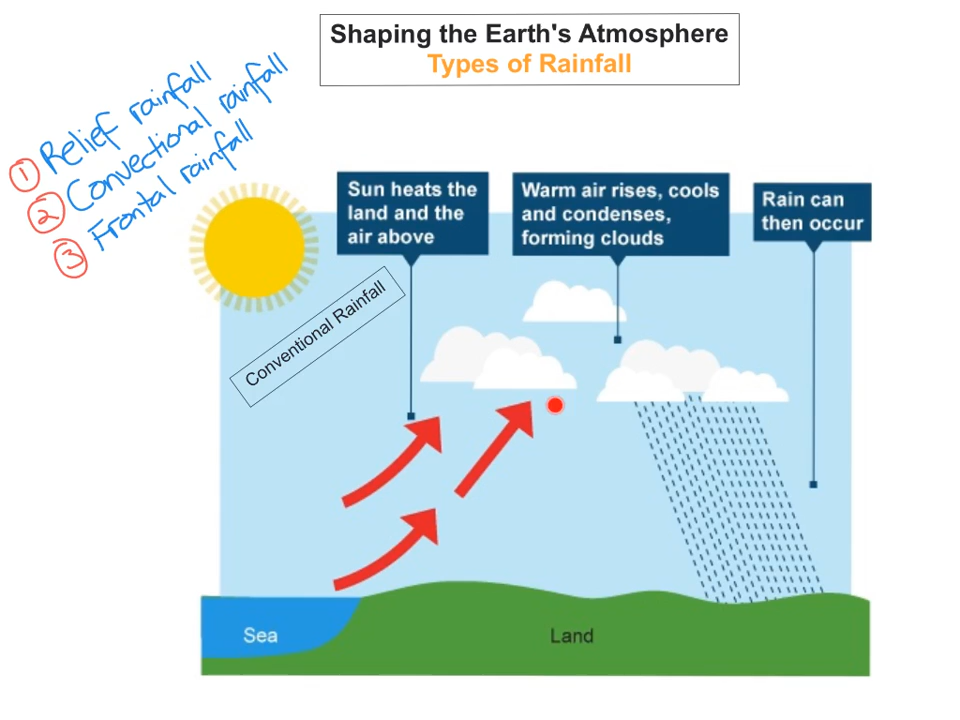 Shaping the Earth's Atmosphere
Types of Rainfall
① Relief rainfall
② Convectional rainfall
③ Frontal rainfall
Sun heats the
land and the
air above
Warm air rises, cools
and condenses,
forming clouds
Rain can
then occur
Conventional Rainfall
Sea
Land